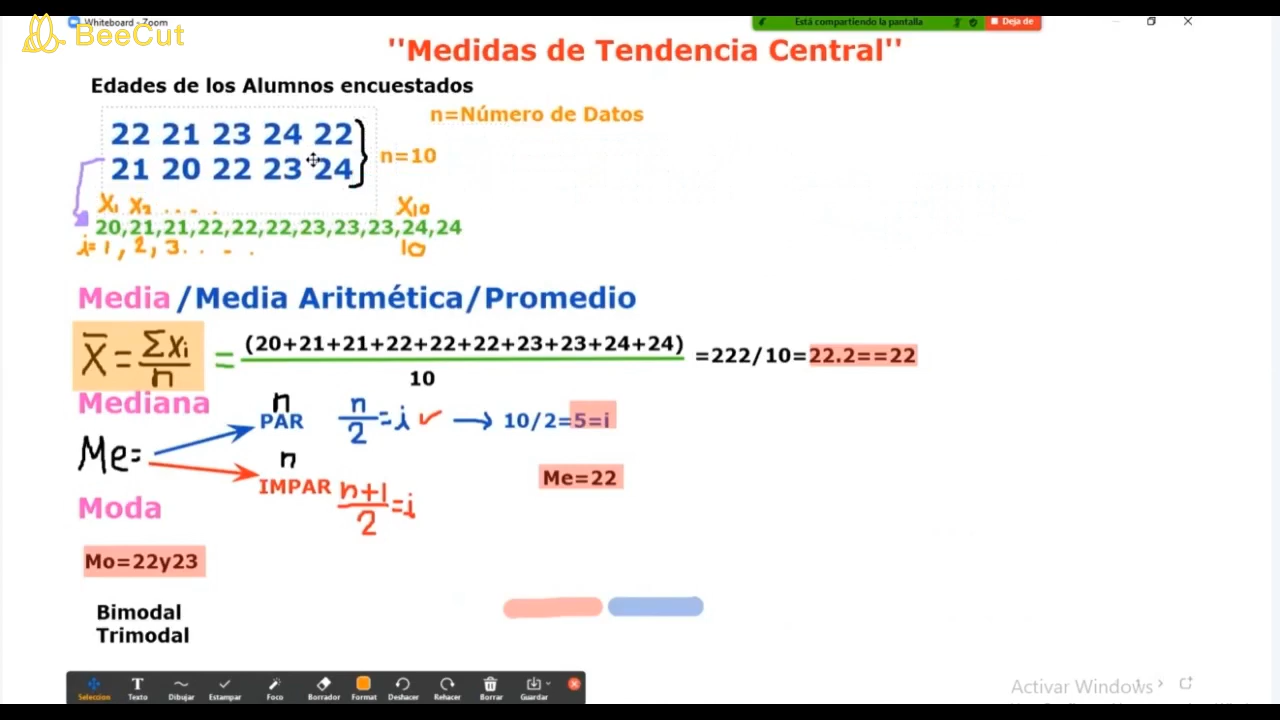 Whiteboard - Zoom
Está compartiendo la pantalla
Deja de
BeeCut
"Medidas de Tendencia Central"
Edades de los Alumnos encuestados
n=Número de Datos
22 21 23 24 22
21 20 22 23 24
n=10
X1 X2 . . . . X10
20,21,21,22,22,22,23,23,23,24,24
i=1, 2, 3. . . - . 10
Media /Media Aritmética/Promedio
X̄ = ΣXi/n = (20+21+21+22+22+22+23+23+24+24)/10 =222/10=22.2==22
Mediana
Me=
n
PAR n/2=i ✓ → 10/2=5=i
n
IMPAR n+1/2=i
Me=22
Moda
Mo=22y23
Bimodal
Trimodal
Seleccion Texto Dibujar Estampar Foco Borrador Format Deshacer Rehacer Borrar Guardar
Activar Windows